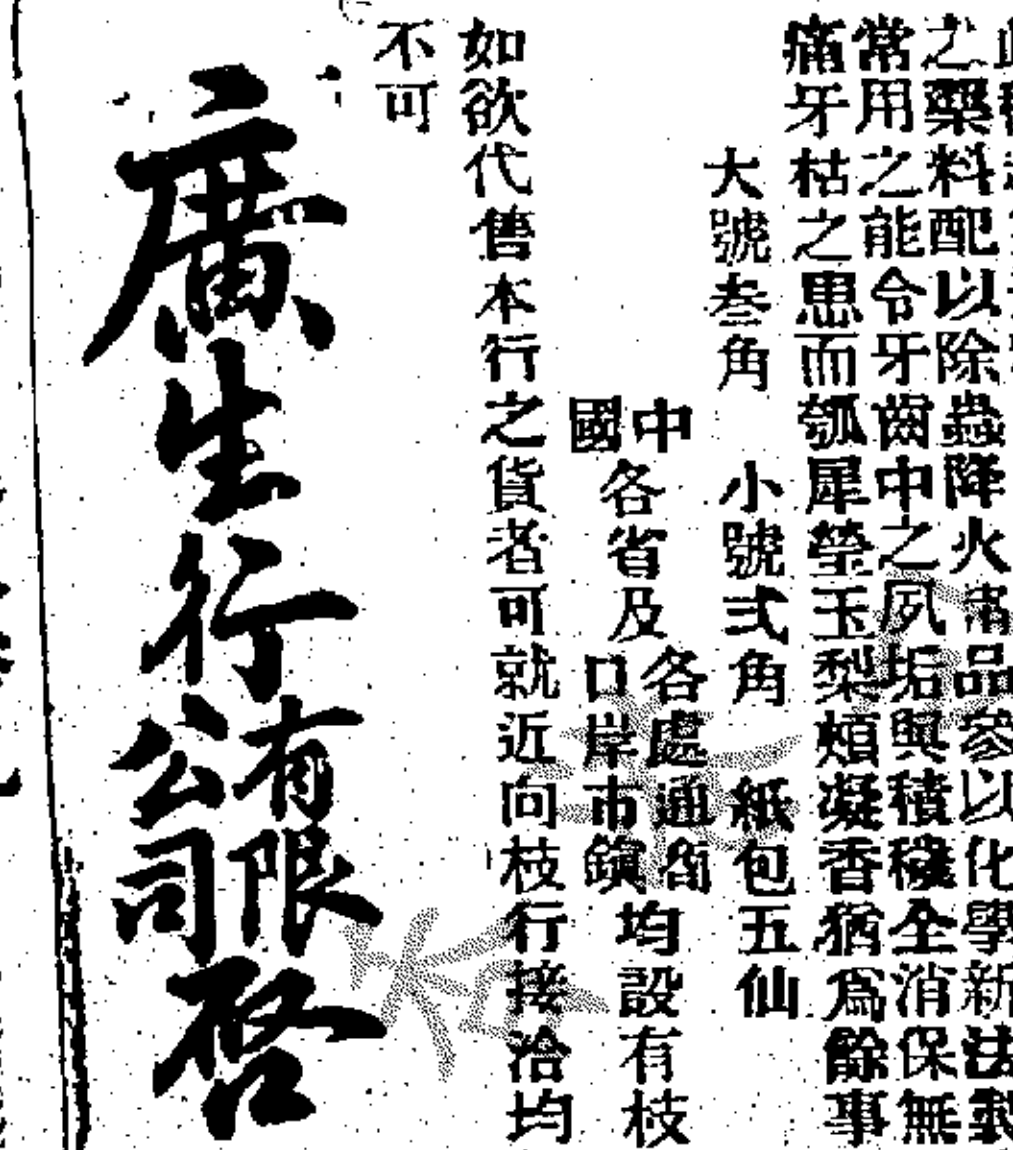 之藥料配以除蟲降火滯品參以化學新法製
常用之能令牙齒中之夙垢與積穢全消保無
痛牙枯之患而瓠犀瑩玉梨頰凝香猶爲餘事
大號叁角 小號弍角 紙包五仙
中國各省及各處通商口岸市鎮均設有枝
如欲代售本行之貨者可就近向枝行接洽均
不可
廣生行有限公司啓